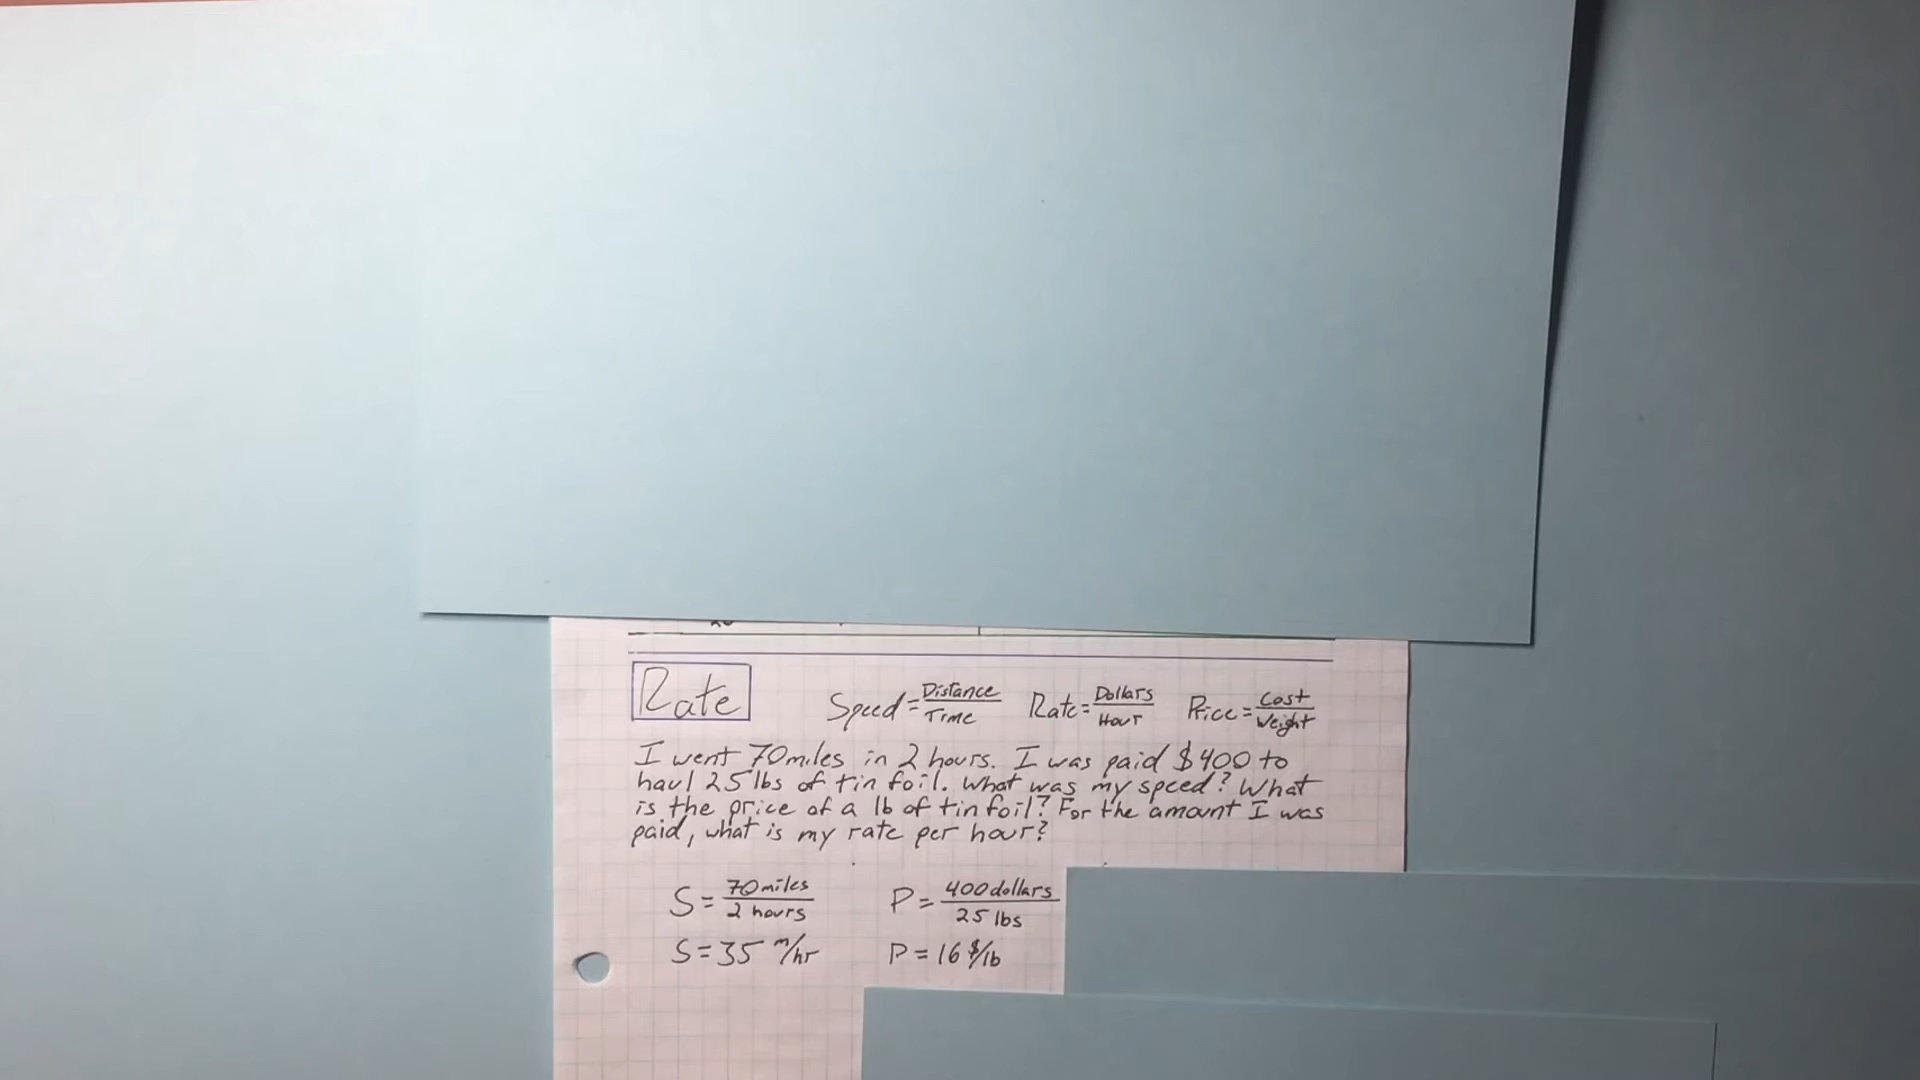 Rate
Speed = Distance / Time Rate = Dollars / Hour Price = Cost / Weight
I went 70 miles in 2 hours. I was paid $400 to
haul 25 lbs of tin foil. What was my speed? What
is the price of a lb of tin foil? For the amount I was
paid, what is my rate per hour?
S = 70 miles / 2 hours P = 400 dollars / 25 lbs
S = 35 m/hr P = 16 $/lb